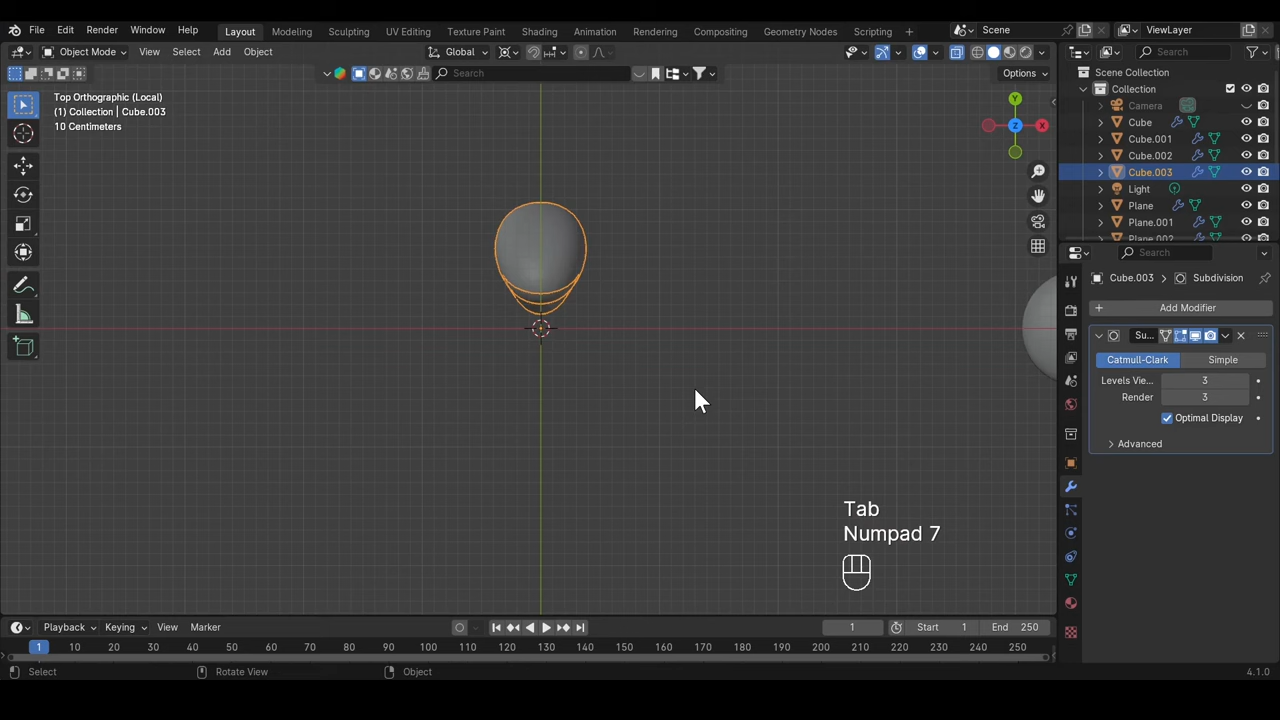 File Edit Render Window Help Layout Modeling Sculpting UV Editing Texture Paint Shading Animation Rendering Compositing Geometry Nodes Scripting + Scene ViewLayer
Object Mode View Select Add Object Global Search
Search Options
Top Orthographic (Local)
(1) Collection | Cube.003
10 Centimeters
Y
Z X
Scene Collection
Collection
Camera
Cube
Cube.001
Cube.002
Cube.003
Light
Plane
Plane.001
Plane.002
Search
Cube.003 > Subdivision
+ Add Modifier
Su...
Catmull-Clark Simple
Levels Vie... 3
Render 3
Optimal Display
Advanced
Tab
Numpad 7
Playback Keying View Marker 1 Start 1 End 250
1 10 20 30 40 50 60 70 80 90 100 110 120 130 140 150 160 170 180 190 200 210 220 230 240 250
Select Rotate View Object 4.1.0